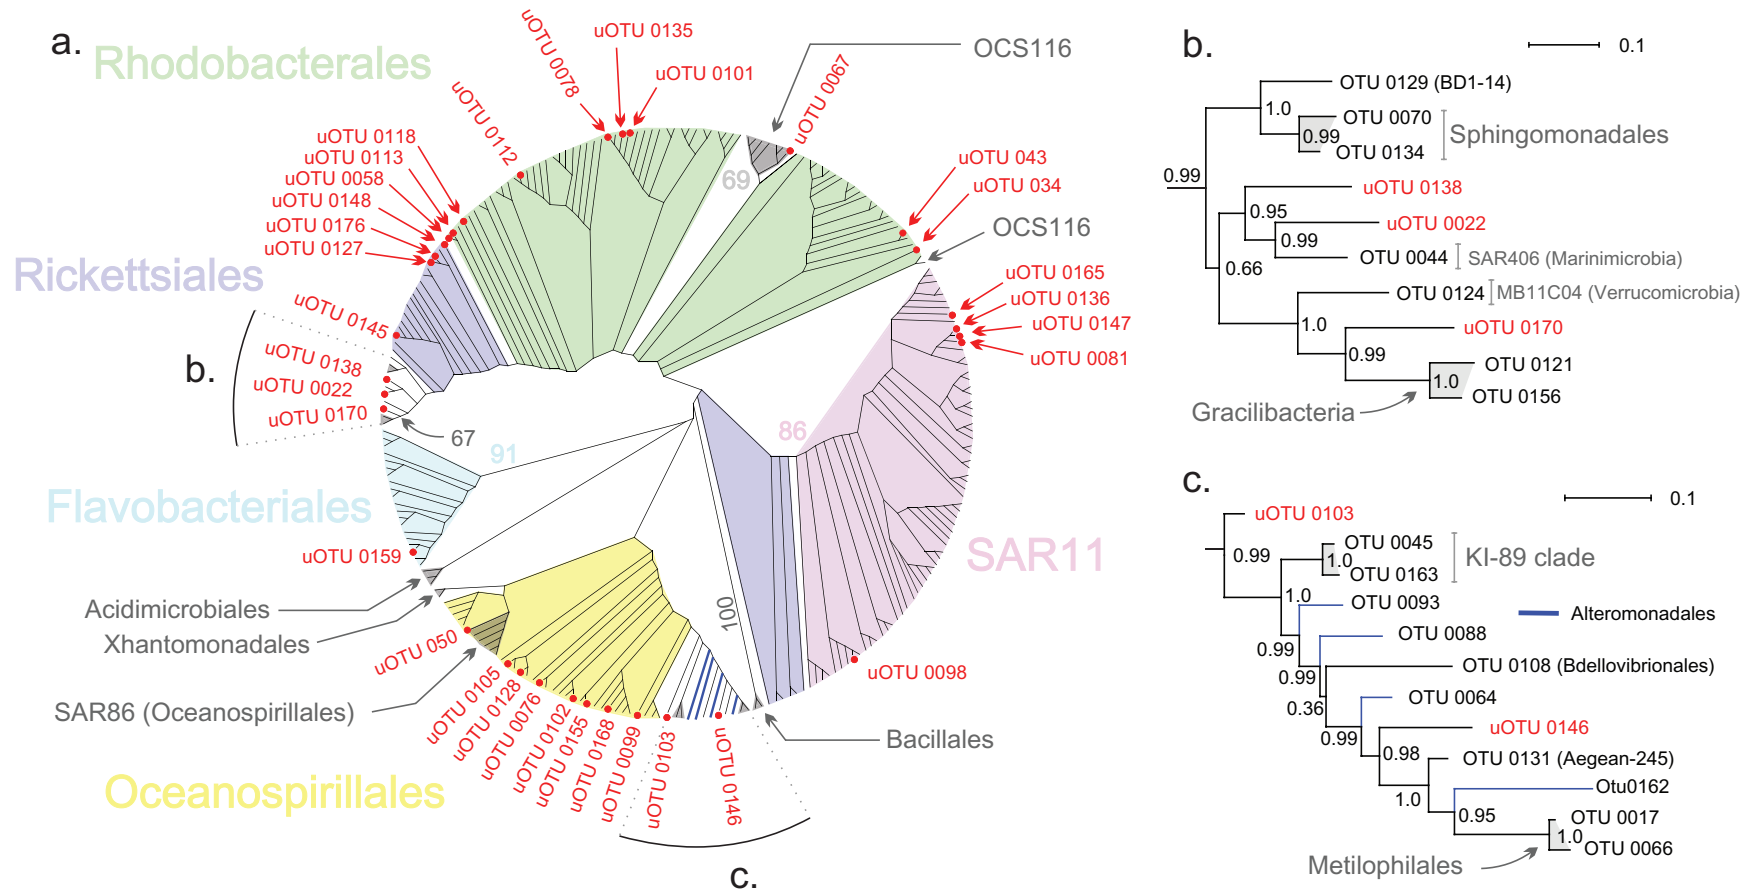 a.
Rhodobacterales
uOTU 0078
uOTU 0135
uOTU 0101
uOTU 0067
OCS116
uOTU 0112
uOTU 0118
uOTU 0113
uOTU 0058
uOTU 0148
uOTU 0176
uOTU 0127
69
uOTU 043
uOTU 034
OCS116
Rickettsiales
uOTU 0145
uOTU 0165
uOTU 0136
uOTU 0147
uOTU 0081
b.
uOTU 0138
uOTU 0022
uOTU 0170
67
91
86
Flavobacteriales
uOTU 0159
SAR11
Acidimicrobiales
Xhantomonadales
100
uOTU 050
SAR86 (Oceanospirillales)
uOTU 0105
uOTU 0128
uOTU 0076
uOTU 0102
uOTU 0155
uOTU 0168
uOTU 0099
uOTU 0103
uOTU 0146
uOTU 0098
Bacillales
Oceanospirillales
c.
b.
0.1
OTU 0129 (BD1-14)
1.0
OTU 0070
0.99
Sphingomonadales
OTU 0134
0.99
uOTU 0138
0.95
uOTU 0022
0.99
OTU 0044
SAR406 (Marinimicrobia)
0.66
OTU 0124
MB11C04 (Verrucomicrobia)
1.0
uOTU 0170
0.99
OTU 0121
1.0
OTU 0156
Gracilibacteria
c.
0.1
uOTU 0103
0.99
OTU 0045
1.0
KI-89 clade
OTU 0163
1.0
OTU 0093
Alteromonadales
OTU 0088
0.99
OTU 0108 (Bdellovibrionales)
0.99
OTU 0064
0.36
uOTU 0146
0.99
0.98
OTU 0131 (Aegean-245)
Otu0162
1.0
0.95
OTU 0017
1.0
OTU 0066
Metilophilales